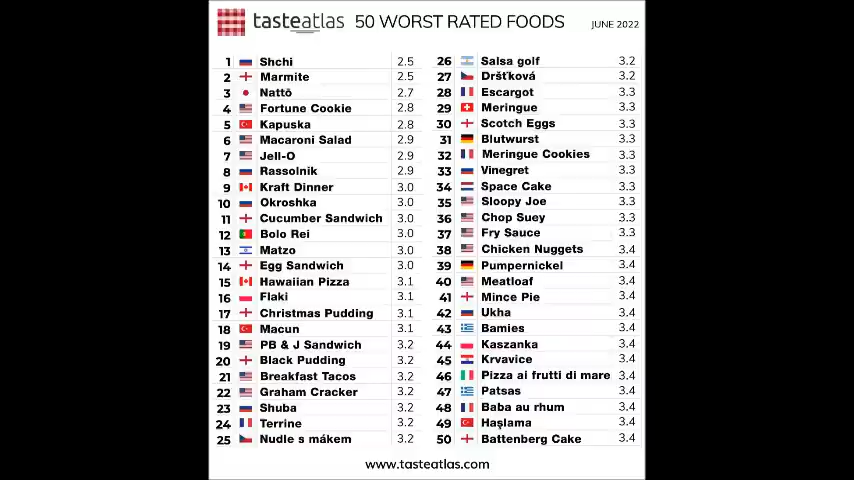 tasteatlas 50 WORST RATED FOODS JUNE 2022
1 Shchi 2.5
2 Marmite 2.5
3 Nattō 2.7
4 Fortune Cookie 2.8
5 Kapuska 2.8
6 Macaroni Salad 2.9
7 Jell-O 2.9
8 Rassolnik 2.9
9 Kraft Dinner 3.0
10 Okroshka 3.0
11 Cucumber Sandwich 3.0
12 Bolo Rei 3.0
13 Matzo 3.0
14 Egg Sandwich 3.0
15 Hawaiian Pizza 3.1
16 Flaki 3.1
17 Christmas Pudding 3.1
18 Macun 3.1
19 PB & J Sandwich 3.2
20 Black Pudding 3.2
21 Breakfast Tacos 3.2
22 Graham Cracker 3.2
23 Shuba 3.2
24 Terrine 3.2
25 Nudle s mákem 3.2
26 Salsa golf 3.2
27 Dršťková 3.2
28 Escargot 3.3
29 Meringue 3.3
30 Scotch Eggs 3.3
31 Blutwurst 3.3
32 Meringue Cookies 3.3
33 Vinegret 3.3
34 Space Cake 3.3
35 Sloopy Joe 3.3
36 Chop Suey 3.3
37 Fry Sauce 3.3
38 Chicken Nuggets 3.4
39 Pumpernickel 3.4
40 Meatloaf 3.4
41 Mince Pie 3.4
42 Ukha 3.4
43 Bamies 3.4
44 Kaszanka 3.4
45 Krvavice 3.4
46 Pizza ai frutti di mare 3.4
47 Patsas 3.4
48 Baba au rhum 3.4
49 Haşlama 3.4
50 Battenberg Cake 3.4
www.tasteatlas.com